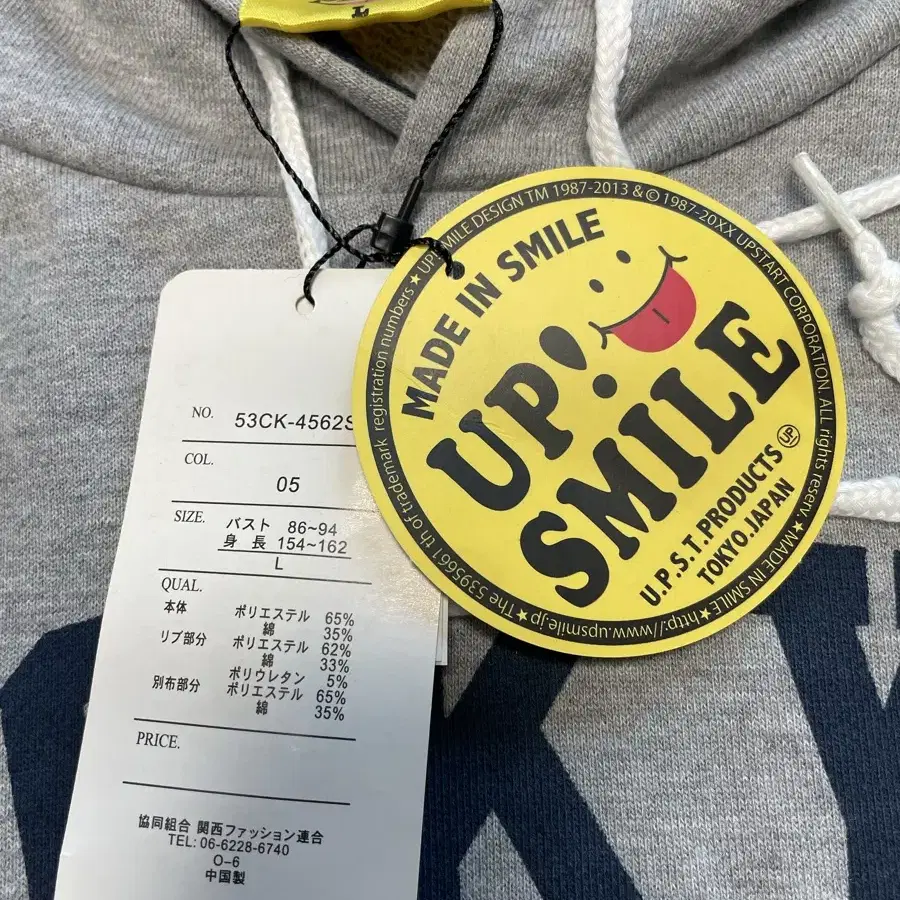 L
NO. 53CK-4562S
COL. 05
SIZE. バスト 86~94
身 長 154~162
L
QUAL.
本体 ポリエステル 65%
綿 35%
リブ部分 ポリエステル 62%
綿 33%
ポリウレタン 5%
別布部分 ポリエステル 65%
綿 35%
PRICE.
協同組合 関西ファッション連合
TEL: 06-6228-6740
O-6
中国製
★ UP! SMILE DESIGN TM 1987-2013 & © 1987-20XX UPSTART CORPORATION. ALL rights reserv. ★ MADE IN SMILE ★ http://www.upsmile.jp ★ The 5395661 th of trademark registration numbers
MADE IN SMILE
UP!
SMILE
U.P.S.T.PRODUCTS UP
TOKYO.JAPAN